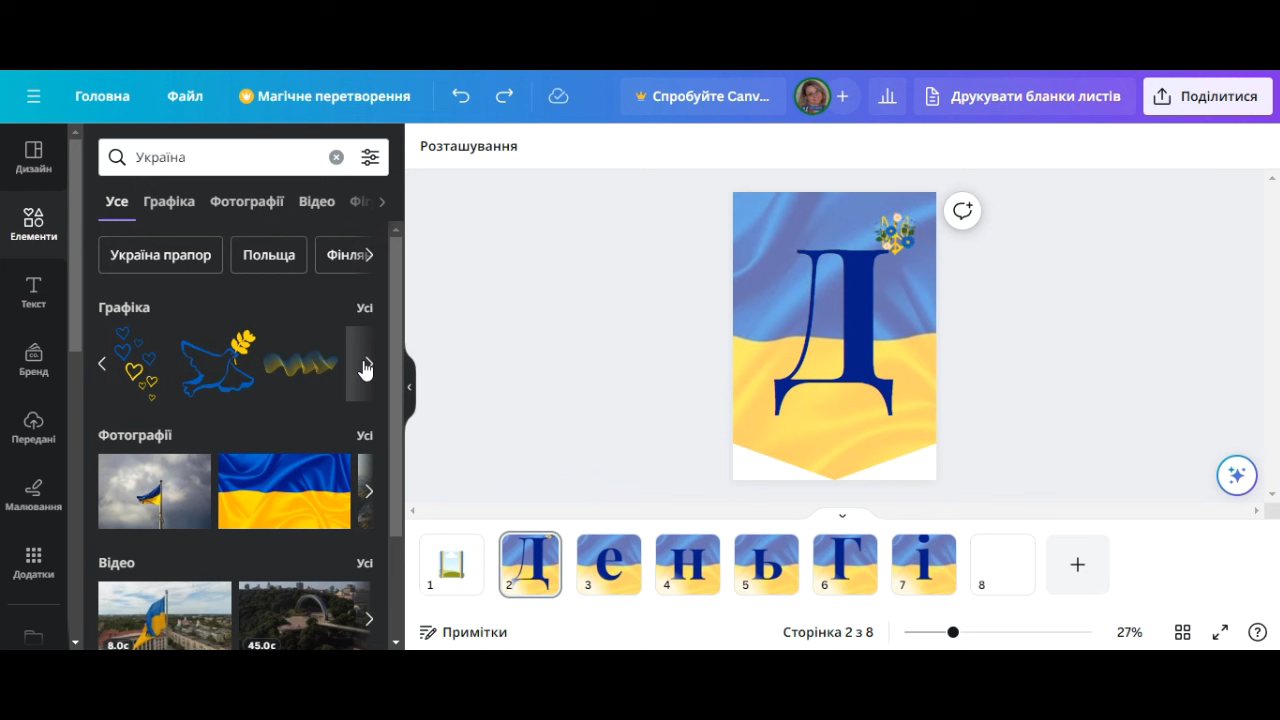 Головна Файл Магічне перетворення Спробуйте Canv... Друкувати бланки листів Поділитися
Дизайн
Елементи
Текст
Бренд
CO.
Передані
Малювання
Додатки
Україна
Усе Графіка Фотографії Відео
Україна прапор Польща
Графіка Усі
Фотографії Усі
Відео Усі
8.0с 45.0с
Розташування
Д
1 2 3 4 5 6 7 8
Д е н ь Г і
Примітки Сторінка 2 з 8 27%